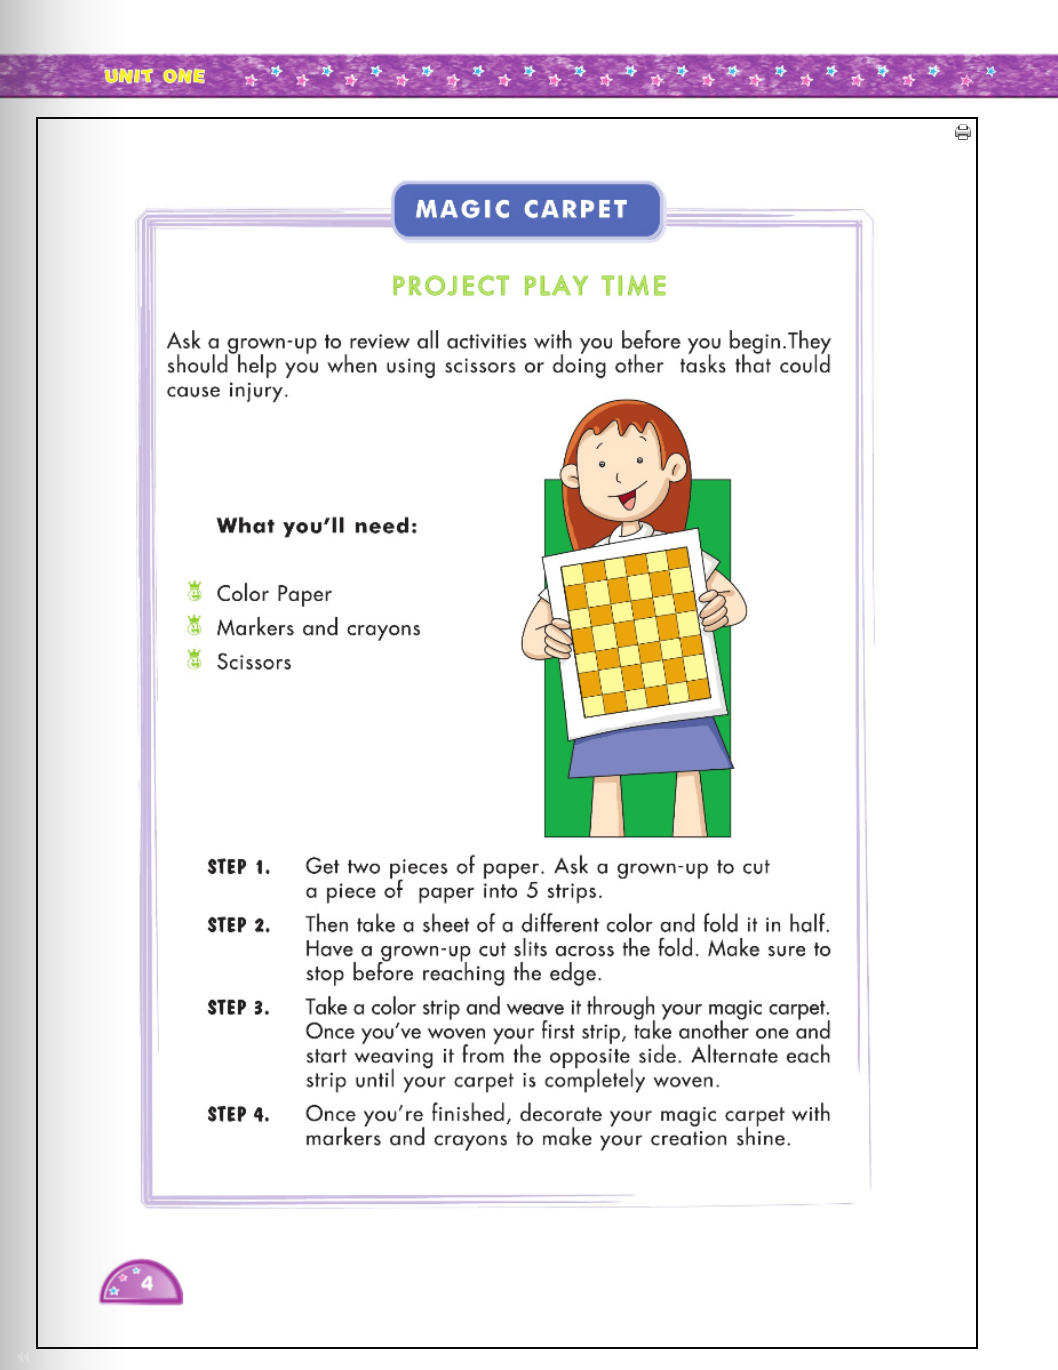 UNIT ONE
MAGIC CARPET
PROJECT PLAY TIME
Ask a grown-up to review all activities with you before you begin.They
should help you when using scissors or doing other tasks that could
cause injury.
What you'll need:
Color Paper
Markers and crayons
Scissors
STEP 1. Get two pieces of paper. Ask a grown-up to cut
a piece of paper into 5 strips.
STEP 2. Then take a sheet of a different color and fold it in half.
Have a grown-up cut slits across the fold. Make sure to
stop before reaching the edge.
STEP 3. Take a color strip and weave it through your magic carpet.
Once you've woven your first strip, take another one and
start weaving it from the opposite side. Alternate each
strip until your carpet is completely woven.
STEP 4. Once you're finished, decorate your magic carpet with
markers and crayons to make your creation shine.
4